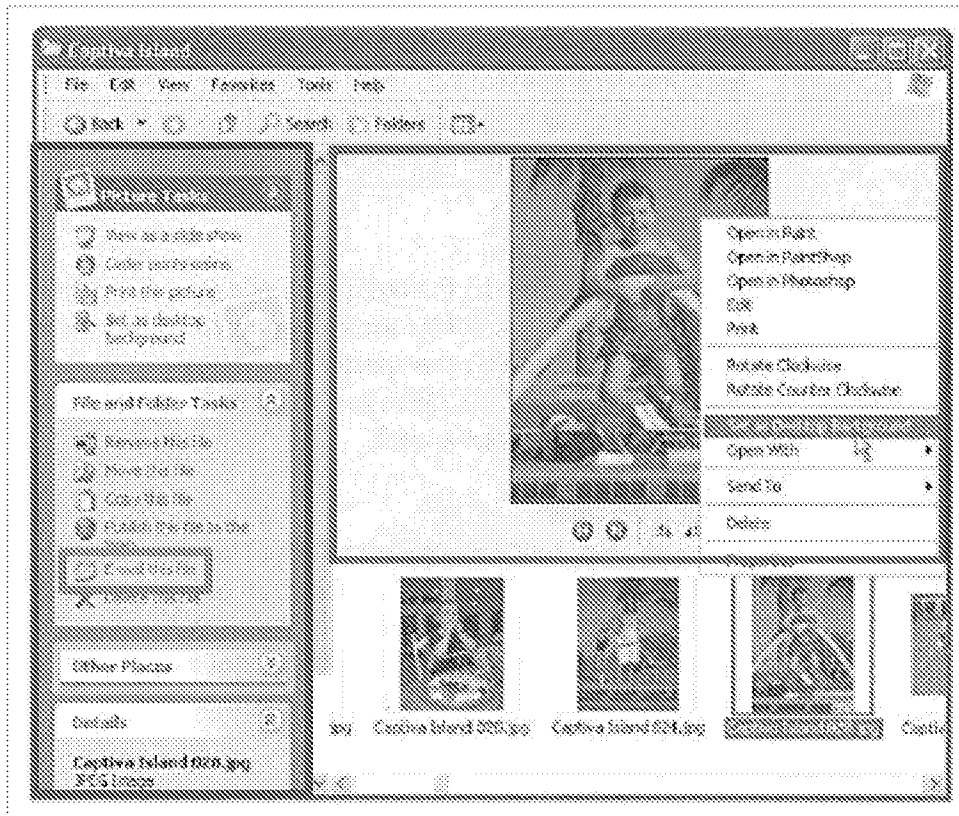 Captiva Island
File Edit View Favorites Tools Help
Back Search Folders
Picture Tasks
View as a slide show
Order prints online
Print this picture
Set as desktop
background
File and Folder Tasks
Rename this file
Move this file
Copy this file
Publish this file to the
E-mail this file
Other Places
Details
Captiva Island 028.jpg
JPEG Image
Open in Paint
Open in PaintShop
Open in Photoshop
Edit
Print
Rotate Clockwise
Rotate Counter Clockwise
Open With
Send To
Delete
jpg
Captiva Island 020.jpg
Captiva Island 024.jpg